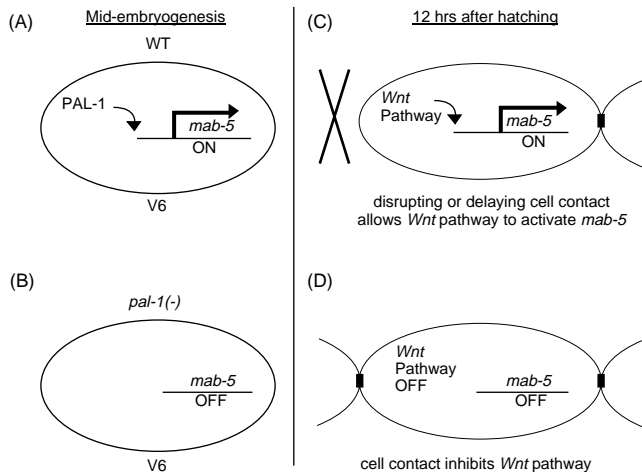 Mid-embryogenesis
12 hrs after hatching
(A)
WT
PAL-1
mab-5
ON
V6
(C)
Wnt
Pathway
mab-5
ON
disrupting or delaying cell contact
allows Wnt pathway to activate mab-5
(B)
pal-1(-)
mab-5
OFF
V6
(D)
Wnt
Pathway
OFF
mab-5
OFF
cell contact inhibits Wnt pathway